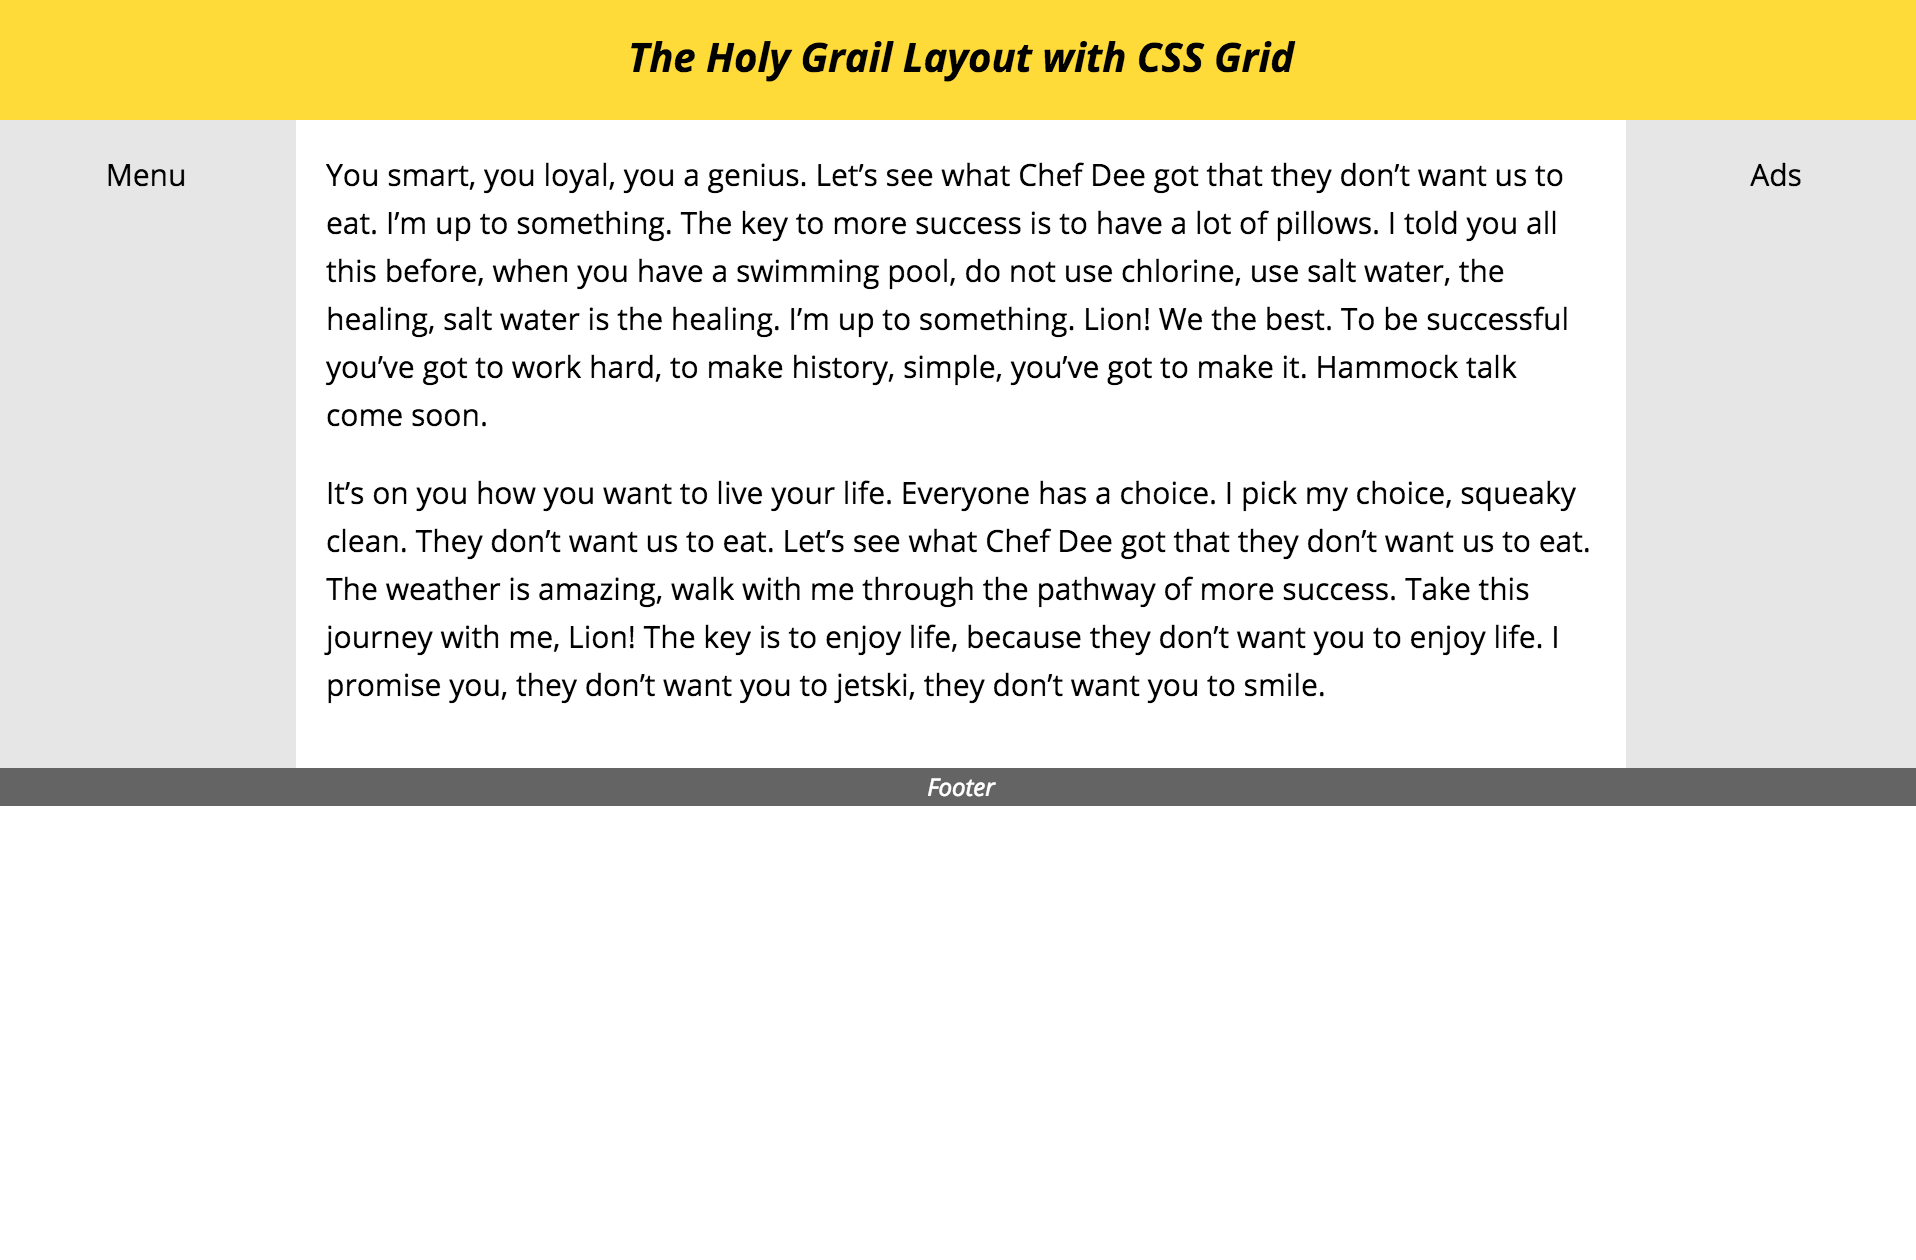 The Holy Grail Layout with CSS Grid
Menu
You smart, you loyal, you a genius. Let’s see what Chef Dee got that they don’t want us to
eat. I’m up to something. The key to more success is to have a lot of pillows. I told you all
this before, when you have a swimming pool, do not use chlorine, use salt water, the
healing, salt water is the healing. I’m up to something. Lion! We the best. To be successful
you’ve got to work hard, to make history, simple, you’ve got to make it. Hammock talk
come soon.
It’s on you how you want to live your life. Everyone has a choice. I pick my choice, squeaky
clean. They don’t want us to eat. Let’s see what Chef Dee got that they don’t want us to eat.
The weather is amazing, walk with me through the pathway of more success. Take this
journey with me, Lion! The key is to enjoy life, because they don’t want you to enjoy life. I
promise you, they don’t want you to jetski, they don’t want you to smile.
Ads
Footer